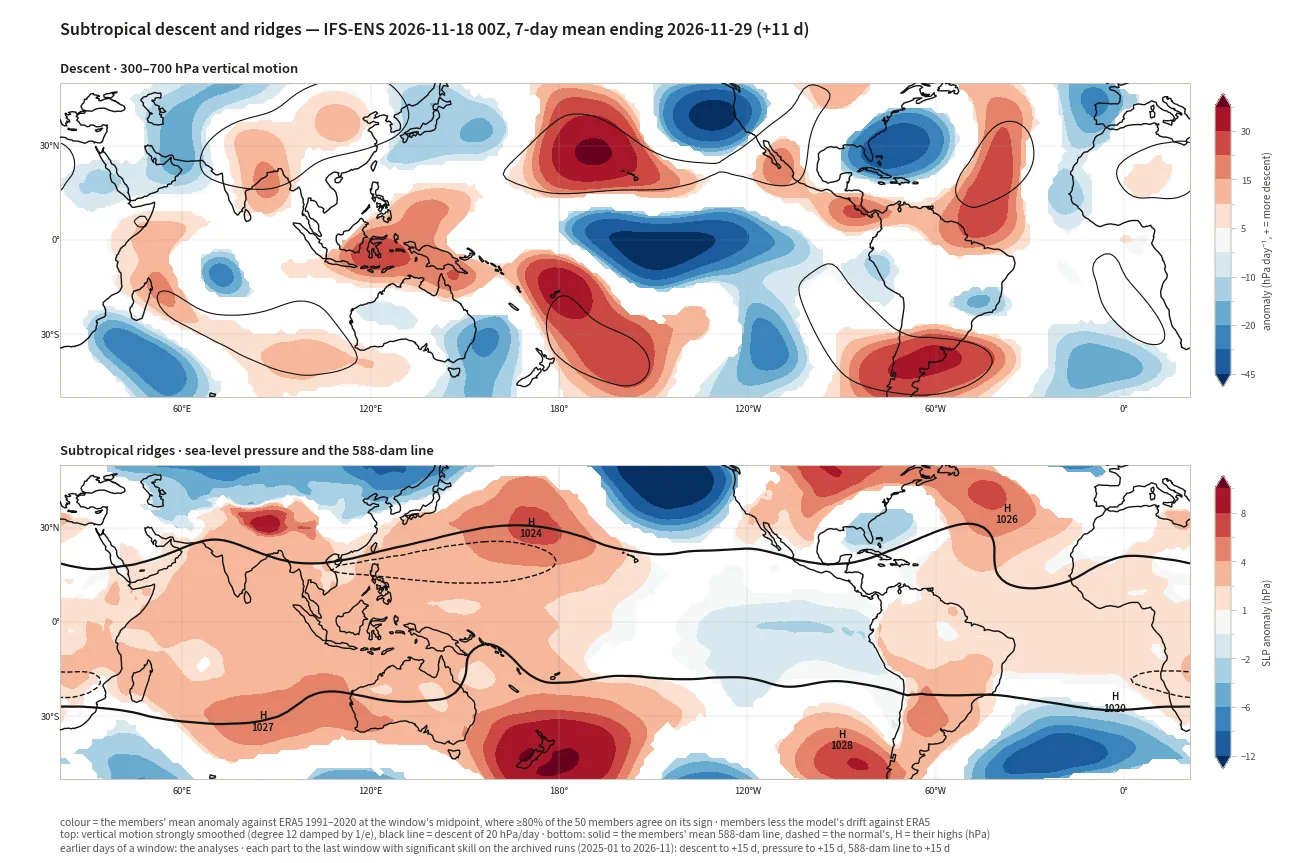 Subtropical descent and ridges — IFS-ENS 2026-11-18 00Z, 7-day mean ending 2026-11-29 (+11 d)
Descent · 300–700 hPa vertical motion
30°N
0°
30°S
60°E
120°E
180°
120°W
60°W
0°
30
15
5
−10
−20
−45
anomaly (hPa day⁻¹, + = more descent)
Subtropical ridges · sea-level pressure and the 588-dam line
30°N
0°
30°S
H
1024
H
1026
H
1027
H
1028
H
1020
60°E
120°E
180°
120°W
60°W
0°
8
4
1
−2
−6
−12
SLP anomaly (hPa)
colour = the members' mean anomaly against ERA5 1991–2020 at the window's midpoint, where ≥80% of the 50 members agree on its sign · members less the model's drift against ERA5
top: vertical motion strongly smoothed (degree 12 damped by 1/e), black line = descent of 20 hPa/day · bottom: solid = the members' mean 588-dam line, dashed = the normal's, H = their highs (hPa)
earlier days of a window: the analyses · each part to the last window with significant skill on the archived runs (2025-01 to 2026-11): descent to +15 d, pressure to +15 d, 588-dam line to +15 d